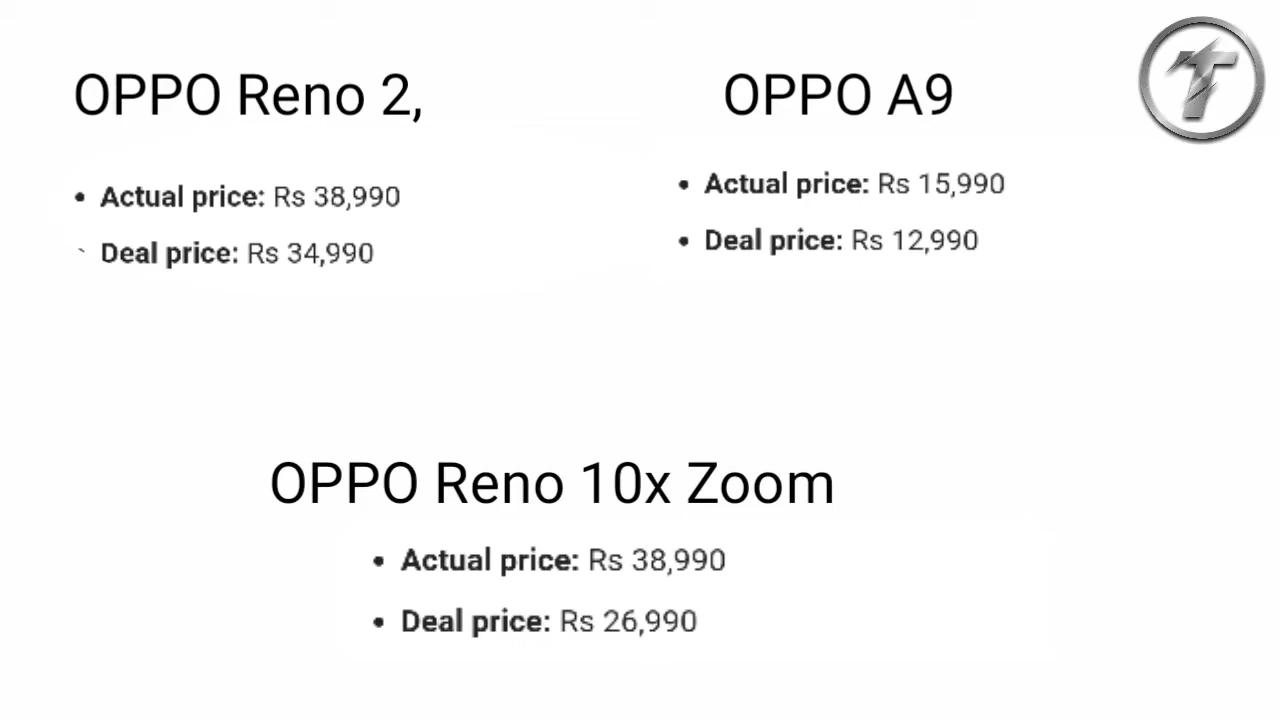 OPPO Reno 2,
• Actual price: Rs 38,990
Deal price: Rs 34,990
OPPO A9
• Actual price: Rs 15,990
• Deal price: Rs 12,990
OPPO Reno 10x Zoom
• Actual price: Rs 38,990
• Deal price: Rs 26,990
T